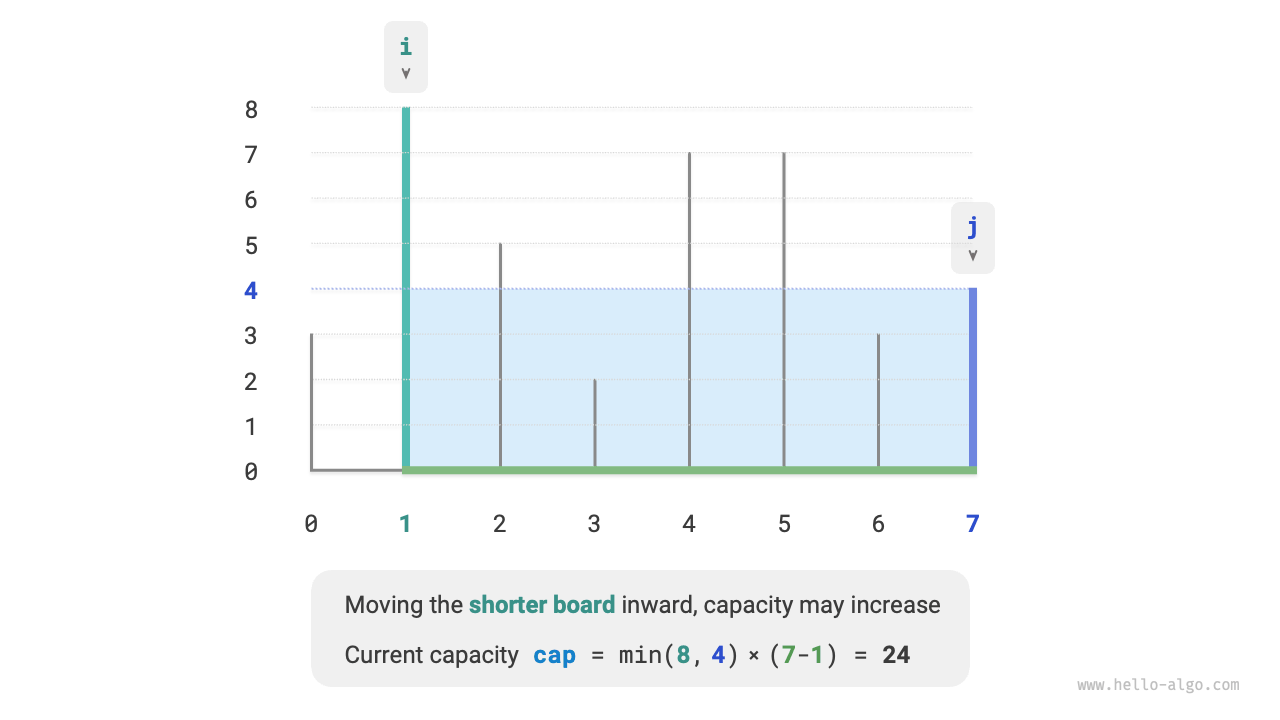 i
8
7
6
j
5
4
3
2
1
0
0 1 2 3 4 5 6 7
Moving the shorter board inward, capacity may increase
Current capacity cap = min(8, 4) × (7-1) = 24
www.hello-algo.com